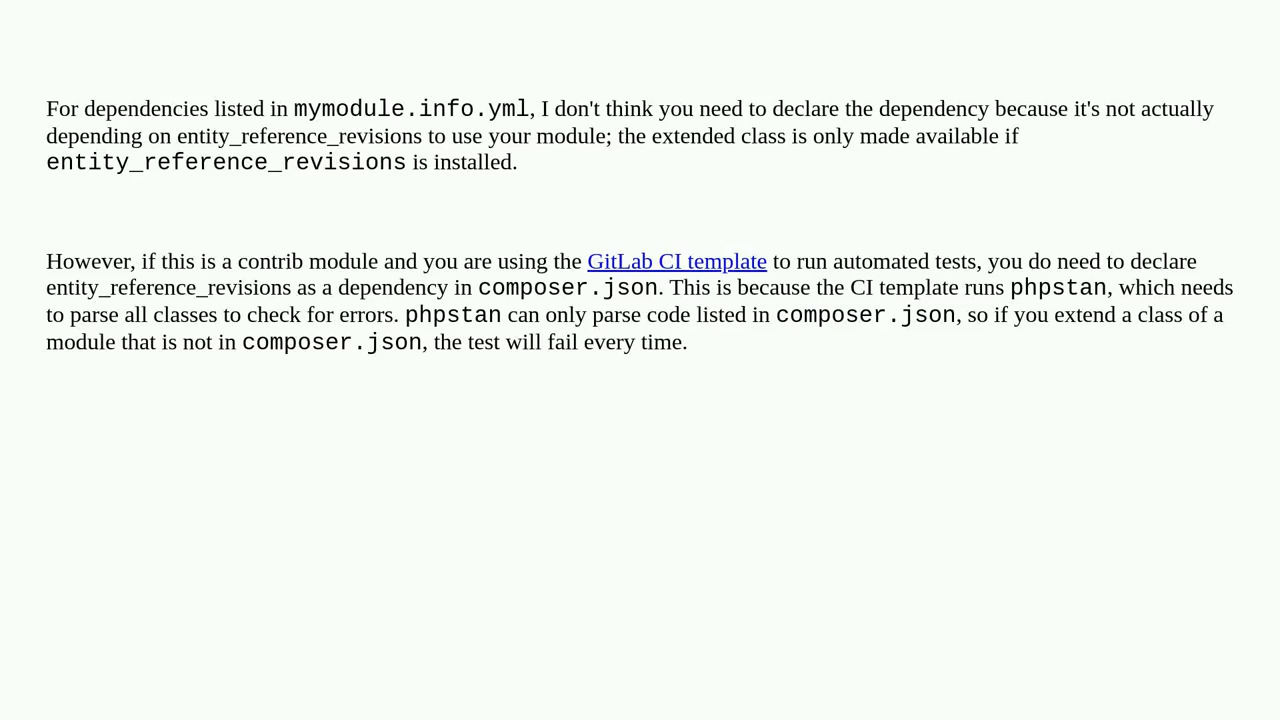 For dependencies listed in mymodule.info.yml, I don't think you need to declare the dependency because it's not actually
depending on entity_reference_revisions to use your module; the extended class is only made available if
entity_reference_revisions is installed.
However, if this is a contrib module and you are using the GitLab CI template to run automated tests, you do need to declare
entity_reference_revisions as a dependency in composer.json. This is because the CI template runs phpstan, which needs
to parse all classes to check for errors. phpstan can only parse code listed in composer.json, so if you extend a class of a
module that is not in composer.json, the test will fail every time.